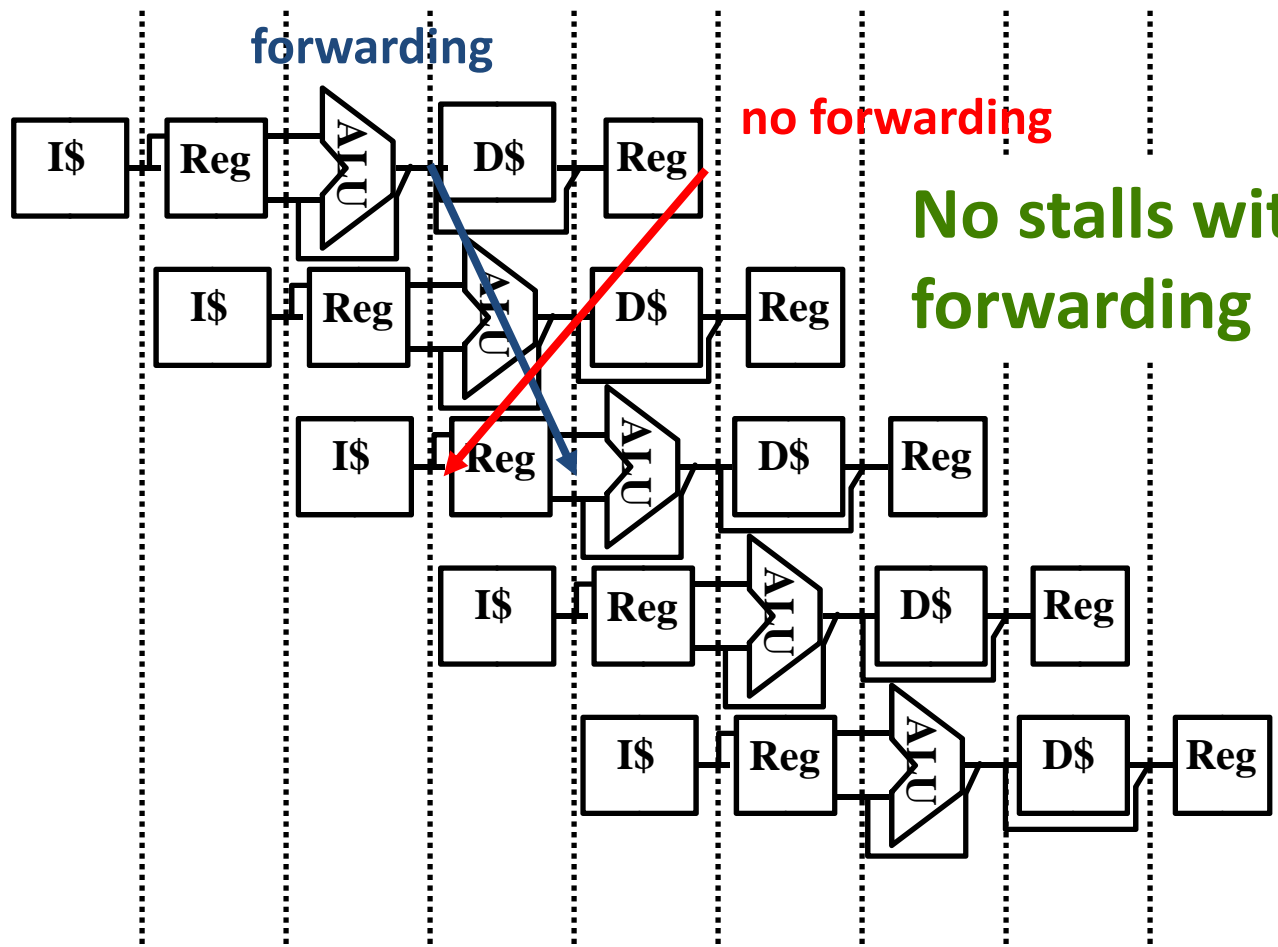 forwarding
no forwarding
I$ Reg ALU D$ Reg
No stalls wit
forwarding
I$ Reg ALU D$ Reg
I$ Reg ALU D$ Reg
I$ Reg ALU D$ Reg
I$ Reg ALU D$ Reg